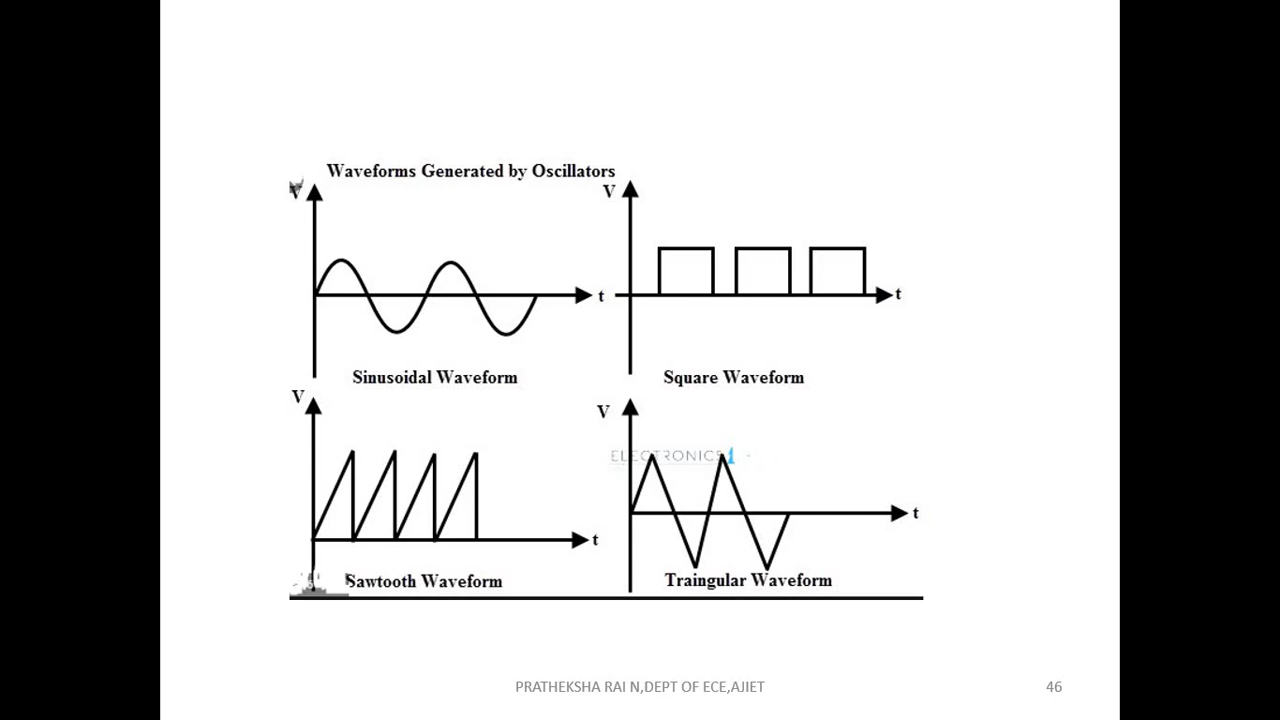 Waveforms Generated by Oscillators
V
V
t
t
Sinusoidal Waveform
Square Waveform
V
V
ELECTRONICS
t
t
Sawtooth Waveform
Traingular Waveform
PRATHEKSHA RAI N,DEPT OF ECE,AJIET
46